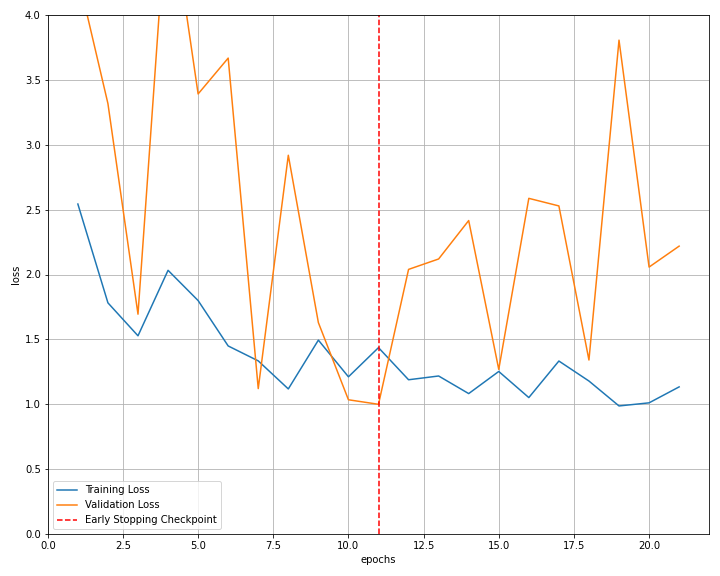 4.0
3.5
3.0
2.5
2.0
1.5
1.0
0.5
0.0
loss
Training Loss
Validation Loss
Early Stopping Checkpoint
0.0 2.5 5.0 7.5 10.0 12.5 15.0 17.5 20.0
epochs